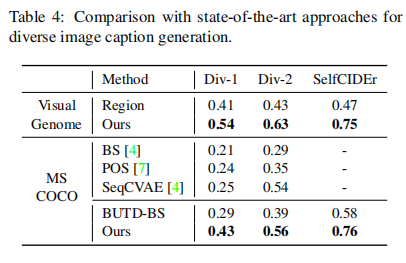 Table 4: Comparison with state-of-the-art approaches for
diverse image caption generation.
Method Div-1 Div-2 SelfCIDEr
Visual Genome Region 0.41 0.43 0.47
Ours 0.54 0.63 0.75
MS COCO BS [4] 0.21 0.29 -
POS [7] 0.24 0.35 -
SeqCVAE [4] 0.25 0.54 -
BUTD-BS 0.29 0.39 0.58
Ours 0.43 0.56 0.76